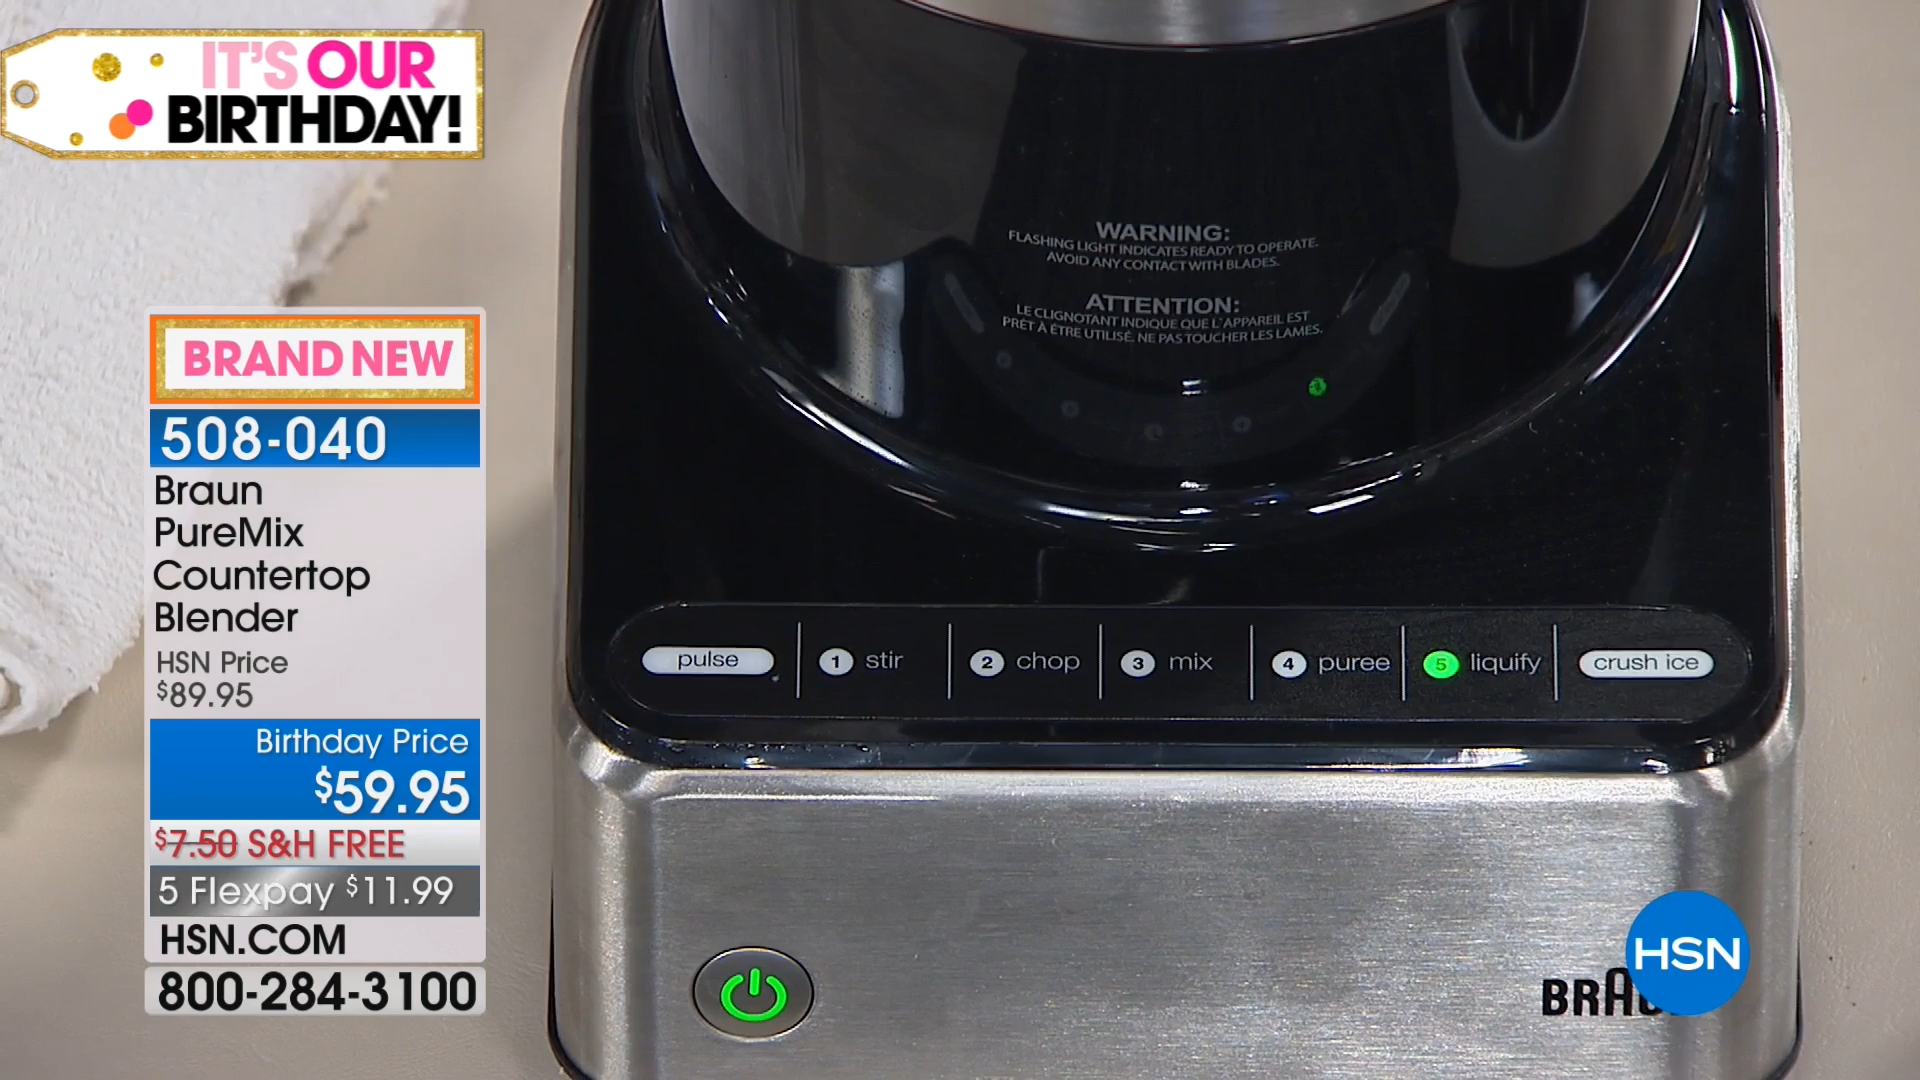 IT'S OUR
BIRTHDAY!
BRAND NEW
508-040
Braun
PureMix
Countertop
Blender
HSN Price
$89.95
Birthday Price
$59.95
$7.50 S&H FREE
5 Flexpay $11.99
HSN.COM
800-284-3100
WARNING:
FLASHING LIGHT INDICATES READY TO OPERATE.
AVOID ANY CONTACT WITH BLADES.
ATTENTION:
LE CLIGNOTANT INDIQUE QUE L'APPAREIL EST
PRÊT À ÊTRE UTILISÉ. NE PAS TOUCHER LES LAMES.
pulse 1 stir 2 chop 3 mix 4 puree 5 liquify crush ice
HSN